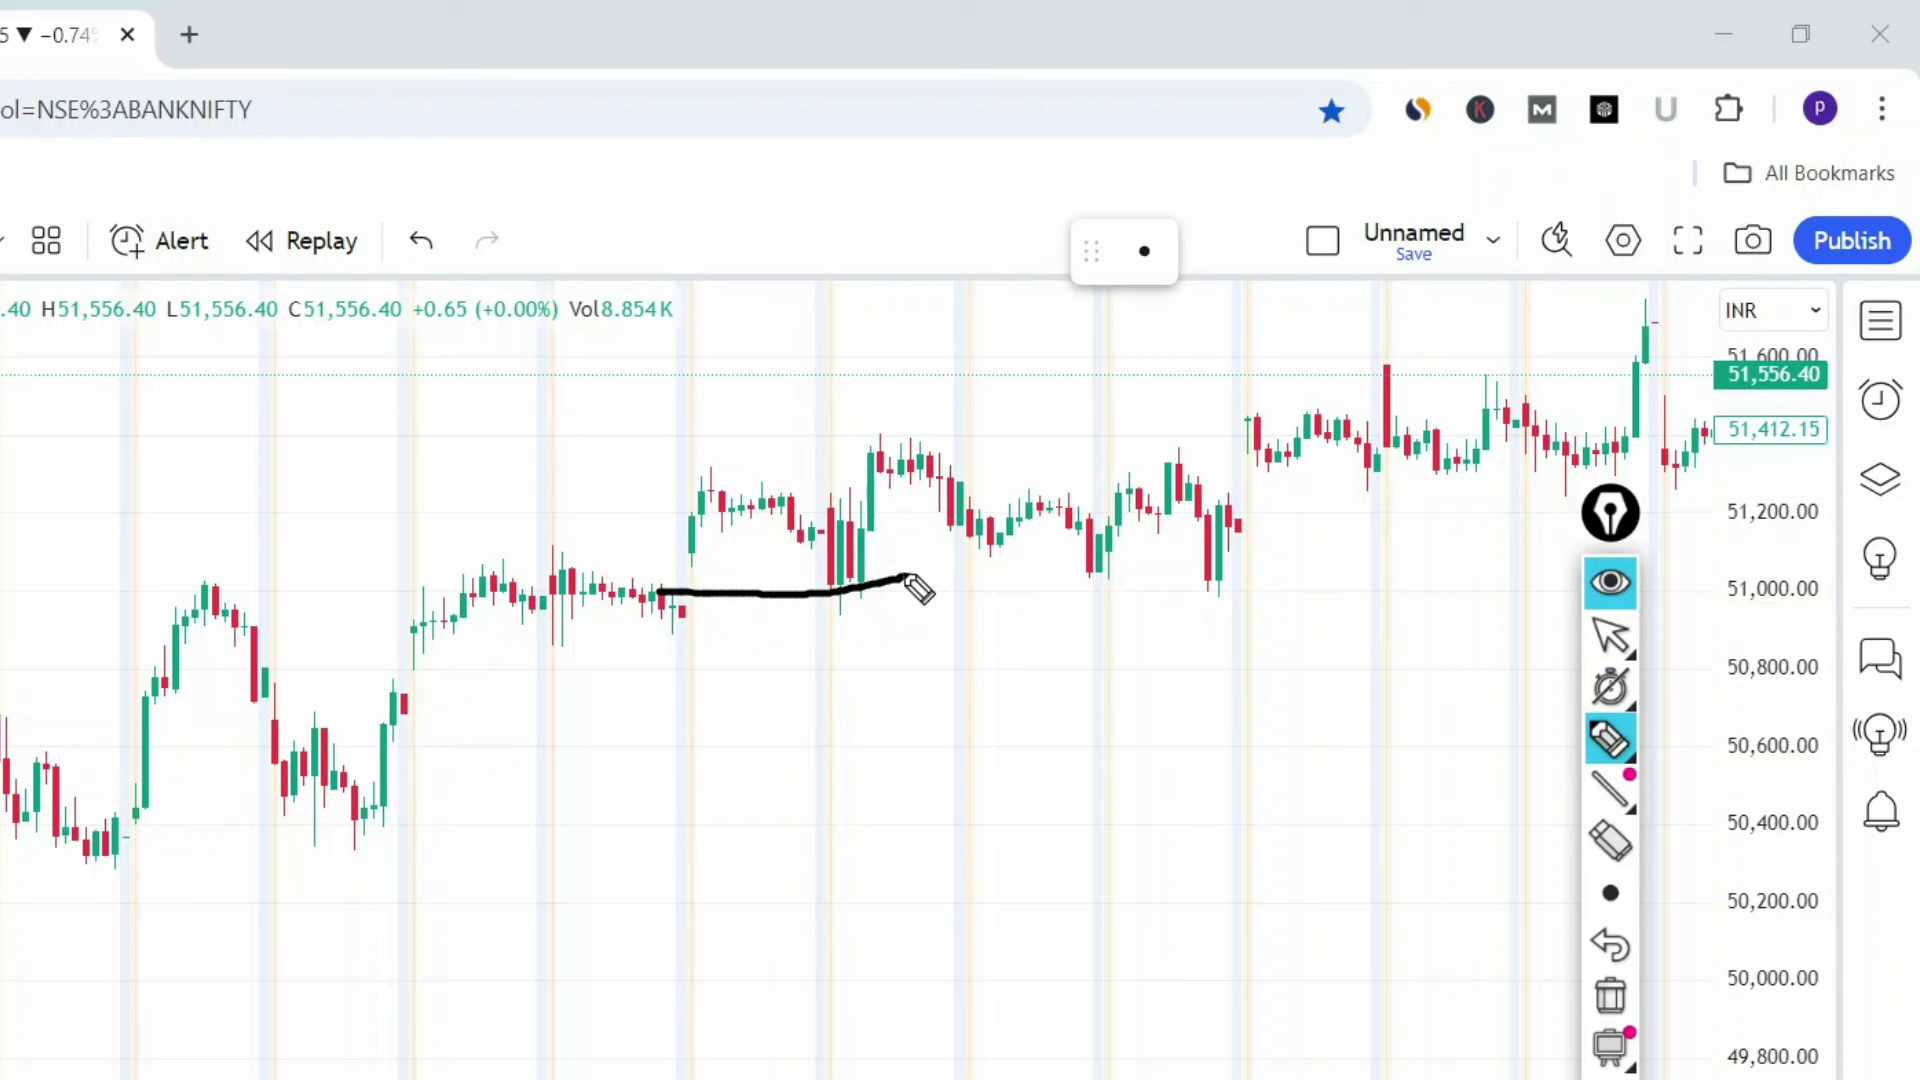 5 ▼ −0.74%
ol=NSE%3ABANKNIFTY
K
M
U
p
All Bookmarks
Alert
Replay
Unnamed
Save
Publish
.40 H51,556.40 L51,556.40 C51,556.40 +0.65 (+0.00%) Vol8.854K
INR
51,600.00
51,556.40
51,412.15
51,200.00
51,000.00
50,800.00
50,600.00
50,400.00
50,200.00
50,000.00
49,800.00